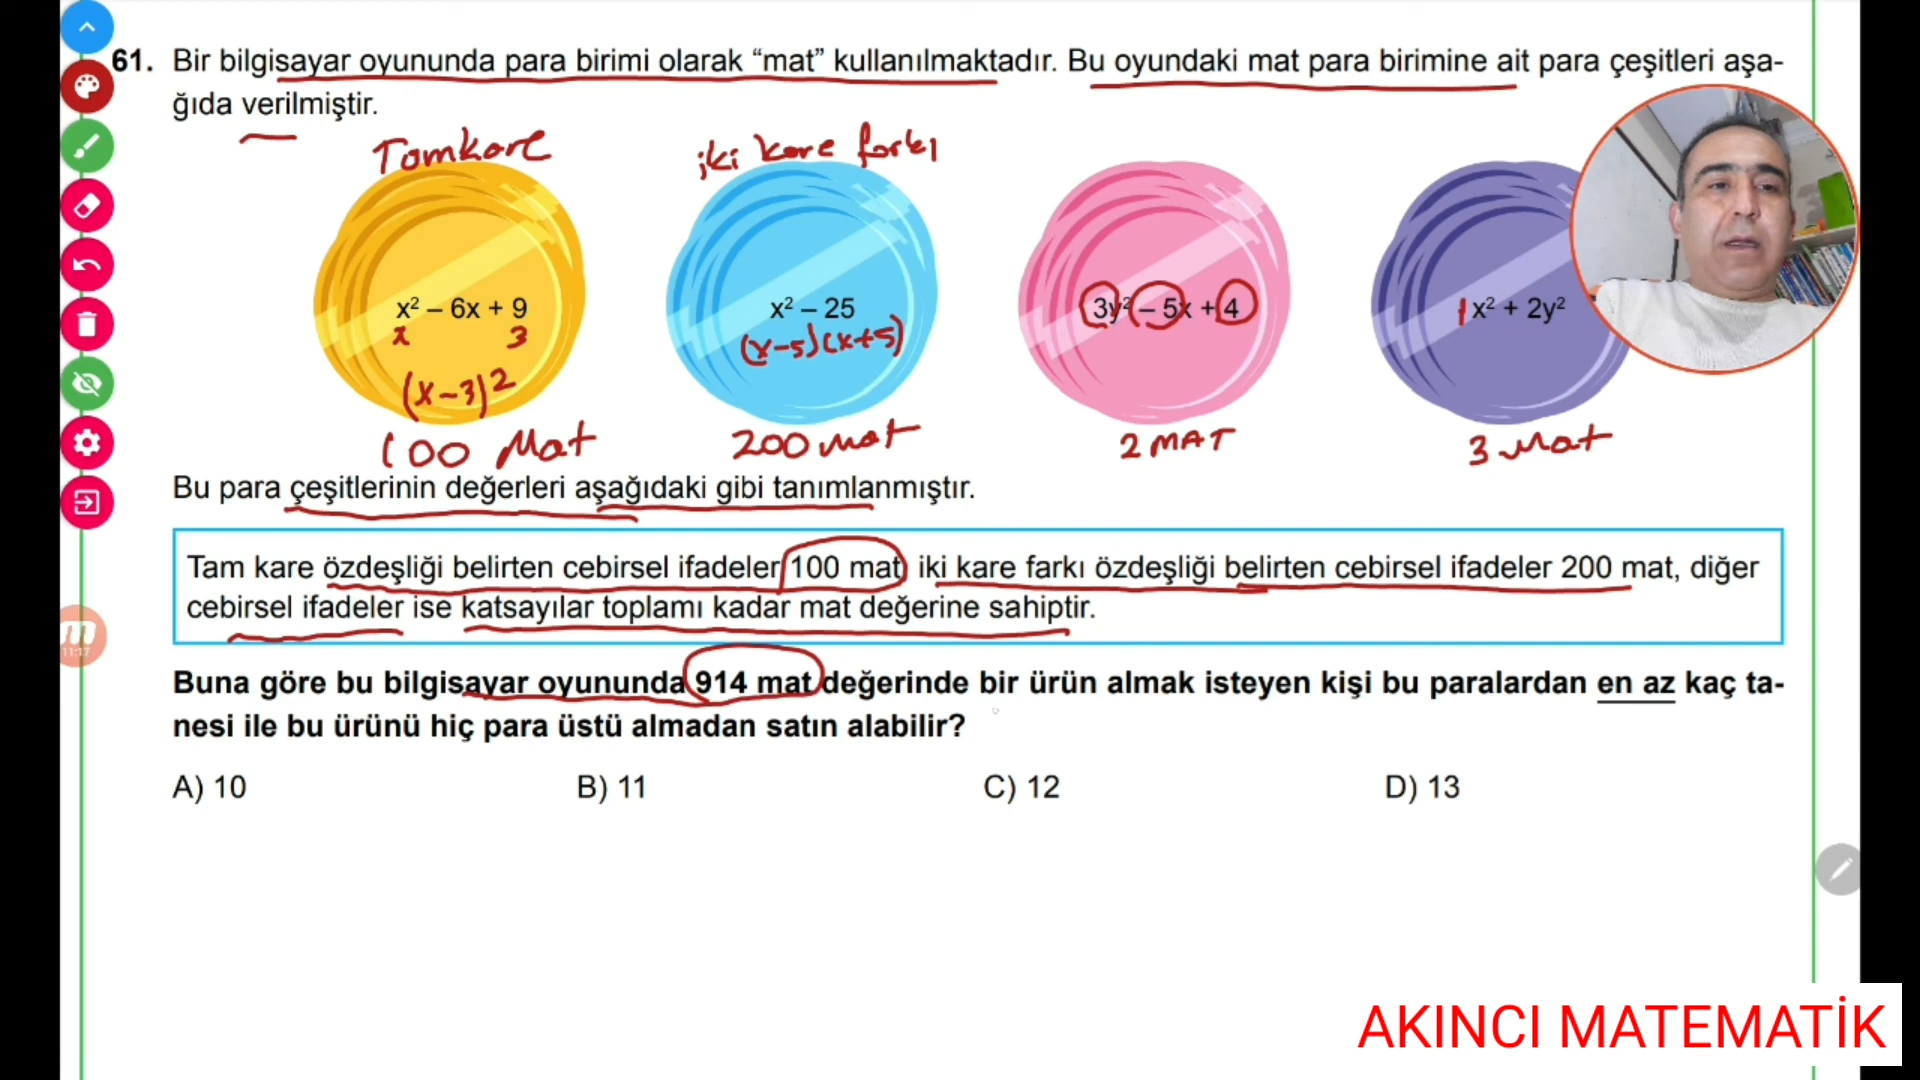 61. Bir bilgisayar oyununda para birimi olarak “mat” kullanılmaktadır. Bu oyundaki mat para birimine ait para çeşitleri aşa-
ğıda verilmiştir.
Tamkare
iki kare farkı
x² – 6x + 9
x² – 25
3y² – 5x + 4
1x² + 2y²
x 3
(x-5)(x+5)
(x-3)²
100 Mat
200 mat
2 MAT
3 Mat
Bu para çeşitlerinin değerleri aşağıdaki gibi tanımlanmıştır.
Tam kare özdeşliği belirten cebirsel ifadeler 100 mat iki kare farkı özdeşliği belirten cebirsel ifadeler 200 mat, diğer
cebirsel ifadeler ise katsayılar toplamı kadar mat değerine sahiptir.
11:17
Buna göre bu bilgisayar oyununda 914 mat değerinde bir ürün almak isteyen kişi bu paralardan en az kaç ta-
nesi ile bu ürünü hiç para üstü almadan satın alabilir?
A) 10
B) 11
C) 12
D) 13
AKINCI MATEMATİK